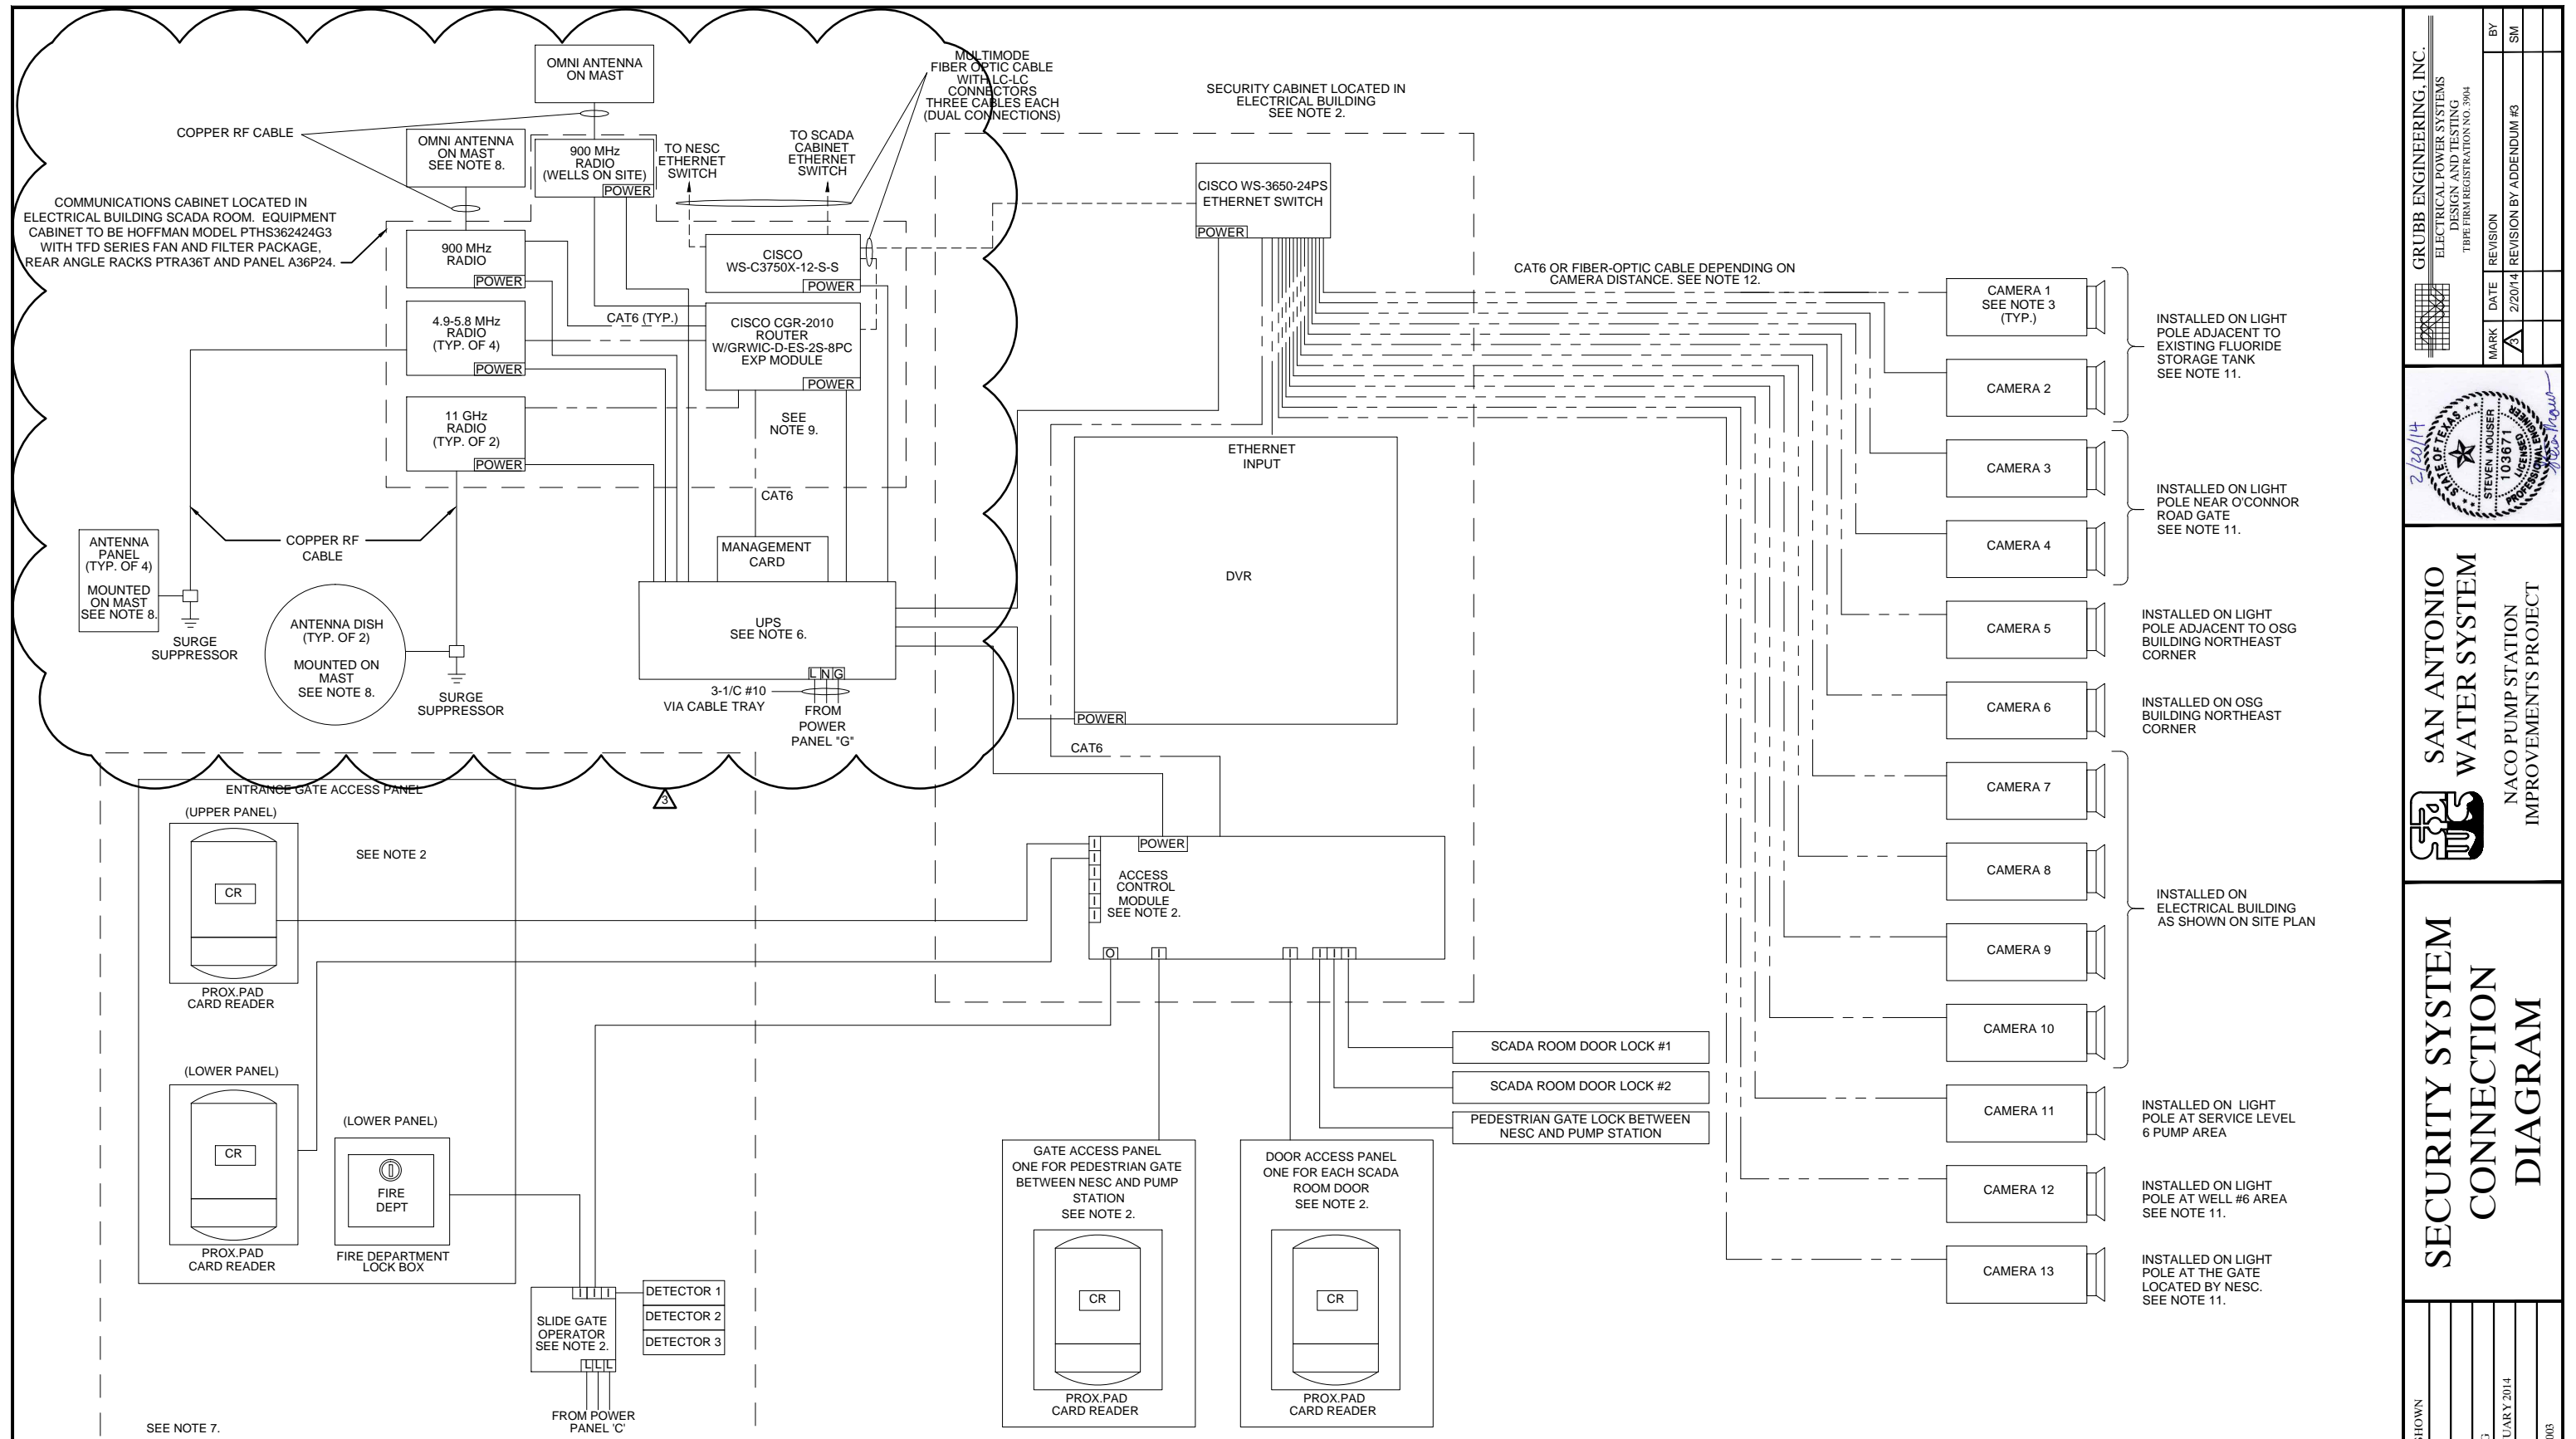 OMNI ANTENNA
ON MAST
MULTIMODE
FIBER OPTIC CABLE
WITH LC-LC
CONNECTORS
THREE CABLES EACH
(DUAL CONNECTIONS)
COPPER RF CABLE
OMNI ANTENNA
ON MAST
SEE NOTE 8.
900 MHz
RADIO
(WELLS ON SITE)
POWER
TO NESC
ETHERNET
SWITCH
TO SCADA
CABINET
ETHERNET
SWITCH
COMMUNICATIONS CABINET LOCATED IN
ELECTRICAL BUILDING SCADA ROOM. EQUIPMENT
CABINET TO BE HOFFMAN MODEL PTHS362424G3
WITH TFD SERIES FAN AND FILTER PACKAGE,
REAR ANGLE RACKS PTRA36T AND PANEL A36P24.
900 MHz
RADIO
POWER
CISCO
WS-C3750X-12-S-S
POWER
4.9-5.8 MHz
RADIO
(TYP. OF 4)
POWER
CAT6 (TYP.)
CISCO CGR-2010
ROUTER
W/GRWIC-D-ES-2S-8PC
EXP MODULE
POWER
11 GHz
RADIO
(TYP. OF 2)
POWER
SEE
NOTE 9.
CAT6
COPPER RF
CABLE
ANTENNA
PANEL
(TYP. OF 4)
MOUNTED
ON MAST
SEE NOTE 8.
SURGE
SUPPRESSOR
ANTENNA DISH
(TYP. OF 2)
MOUNTED ON
MAST
SEE NOTE 8.
SURGE
SUPPRESSOR
MANAGEMENT
CARD
UPS
SEE NOTE 6.
L N G
3-1/C #10
VIA CABLE TRAY
FROM
POWER
PANEL "G"
3
SECURITY CABINET LOCATED IN
ELECTRICAL BUILDING
SEE NOTE 2.
CISCO WS-3650-24PS
ETHERNET SWITCH
POWER
CAT6 OR FIBER-OPTIC CABLE DEPENDING ON
CAMERA DISTANCE. SEE NOTE 12.
ETHERNET
INPUT
DVR
POWER
CAT6
POWER
ACCESS
CONTROL
MODULE
SEE NOTE 2.
I
I
I
I
I
I
O
I
I
I I I
ENTRANCE GATE ACCESS PANEL
(UPPER PANEL)
SEE NOTE 2
CR
PROX.PAD
CARD READER
(LOWER PANEL)
CR
PROX.PAD
CARD READER
(LOWER PANEL)
FIRE
DEPT
FIRE DEPARTMENT
LOCK BOX
I I I
SLIDE GATE
OPERATOR
SEE NOTE 2.
L L L
DETECTOR 1
DETECTOR 2
DETECTOR 3
FROM POWER
PANEL 'C'
SEE NOTE 7.
SCADA ROOM DOOR LOCK #1
SCADA ROOM DOOR LOCK #2
PEDESTRIAN GATE LOCK BETWEEN
NESC AND PUMP STATION
GATE ACCESS PANEL
ONE FOR PEDESTRIAN GATE
BETWEEN NESC AND PUMP
STATION
SEE NOTE 2.
CR
PROX.PAD
CARD READER
DOOR ACCESS PANEL
ONE FOR EACH SCADA
ROOM DOOR
SEE NOTE 2.
CR
PROX.PAD
CARD READER
CAMERA 1
SEE NOTE 3
(TYP.)
CAMERA 2
INSTALLED ON LIGHT
POLE ADJACENT TO
EXISTING FLUORIDE
STORAGE TANK
SEE NOTE 11.
CAMERA 3
CAMERA 4
INSTALLED ON LIGHT
POLE NEAR O'CONNOR
ROAD GATE
SEE NOTE 11.
CAMERA 5
INSTALLED ON LIGHT
POLE ADJACENT TO OSG
BUILDING NORTHEAST
CORNER
CAMERA 6
INSTALLED ON OSG
BUILDING NORTHEAST
CORNER
CAMERA 7
CAMERA 8
CAMERA 9
CAMERA 10
INSTALLED ON
ELECTRICAL BUILDING
AS SHOWN ON SITE PLAN
CAMERA 11
INSTALLED ON LIGHT
POLE AT SERVICE LEVEL
6 PUMP AREA
CAMERA 12
INSTALLED ON LIGHT
POLE AT WELL #6 AREA
SEE NOTE 11.
CAMERA 13
INSTALLED ON LIGHT
POLE AT THE GATE
LOCATED BY NESC.
SEE NOTE 11.
GRUBB ENGINEERING, INC.
ELECTRICAL POWER SYSTEMS
DESIGN AND TESTING
TBPE FIRM REGISTRATION NO. 3904
MARK DATE REVISION BY
3 2/20/14 REVISION BY ADDENDUM #3 SM
2/20/14
STATE OF TEXAS
STEVEN MOUSER
103671
LICENSED
PROFESSIONAL ENGINEER
SAN ANTONIO
WATER SYSTEM
NACO PUMP STATION
IMPROVEMENTS PROJECT
SECURITY SYSTEM
CONNECTION
DIAGRAM